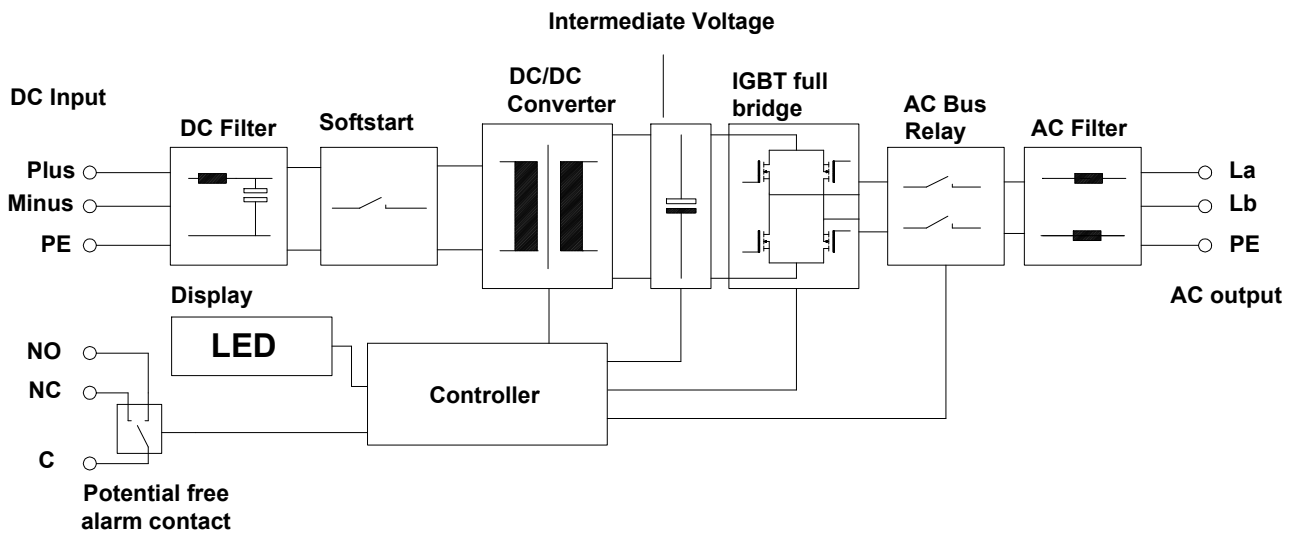 Intermediate Voltage
DC Input
DC Filter
Softstart
DC/DC
Converter
IGBT full
bridge
AC Bus
Relay
AC Filter
Plus
Minus
PE
La
Lb
PE
AC output
Display
LED
Controller
NO
NC
C
Potential free
alarm contact